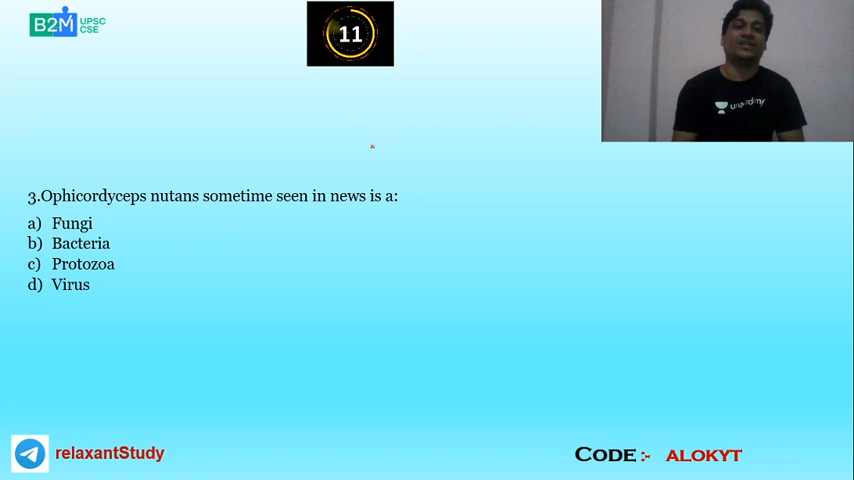 B2M UPSC
CSE
11
unacademy
3.Ophicordyceps nutans sometime seen in news is a:
a) Fungi
b) Bacteria
c) Protozoa
d) Virus
relaxantStudy
CODE :- ALOKYT